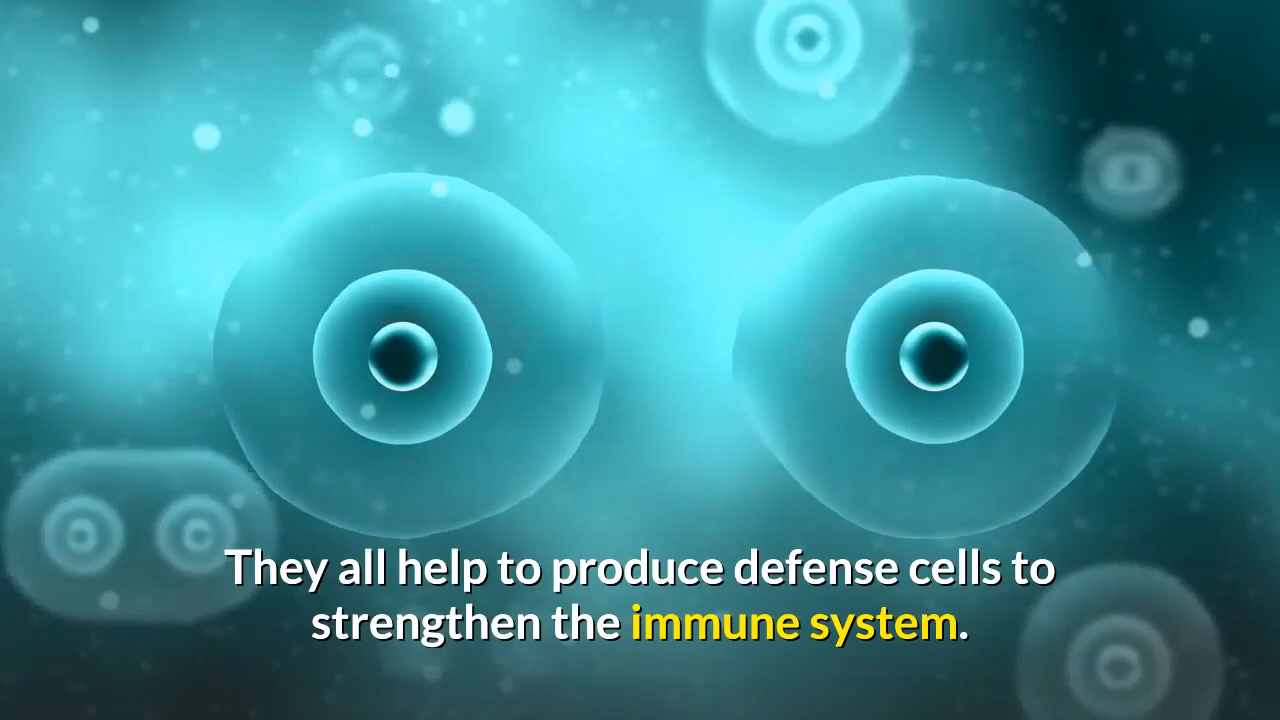 They all help to produce defense cells to
strengthen the immune system.